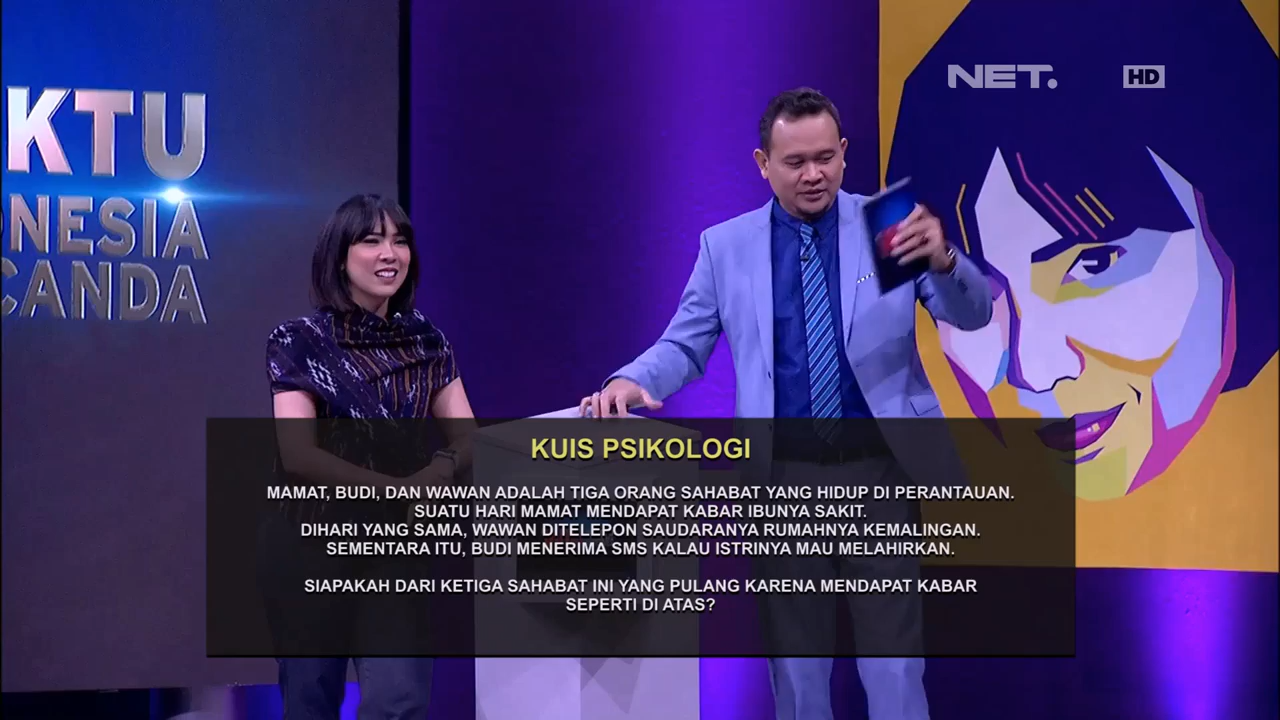 NET.
HD
KTU
NESIA
CANDA
KUIS PSIKOLOGI
MAMAT, BUDI, DAN WAWAN ADALAH TIGA ORANG SAHABAT YANG HIDUP DI PERANTAUAN.
SUATU HARI MAMAT MENDAPAT KABAR IBUNYA SAKIT.
DIHARI YANG SAMA, WAWAN DITELEPON SAUDARANYA RUMAHNYA KEMALINGAN.
SEMENTARA ITU, BUDI MENERIMA SMS KALAU ISTRINYA MAU MELAHIRKAN.
SIAPAKAH DARI KETIGA SAHABAT INI YANG PULANG KARENA MENDAPAT KABAR
SEPERTI DI ATAS?